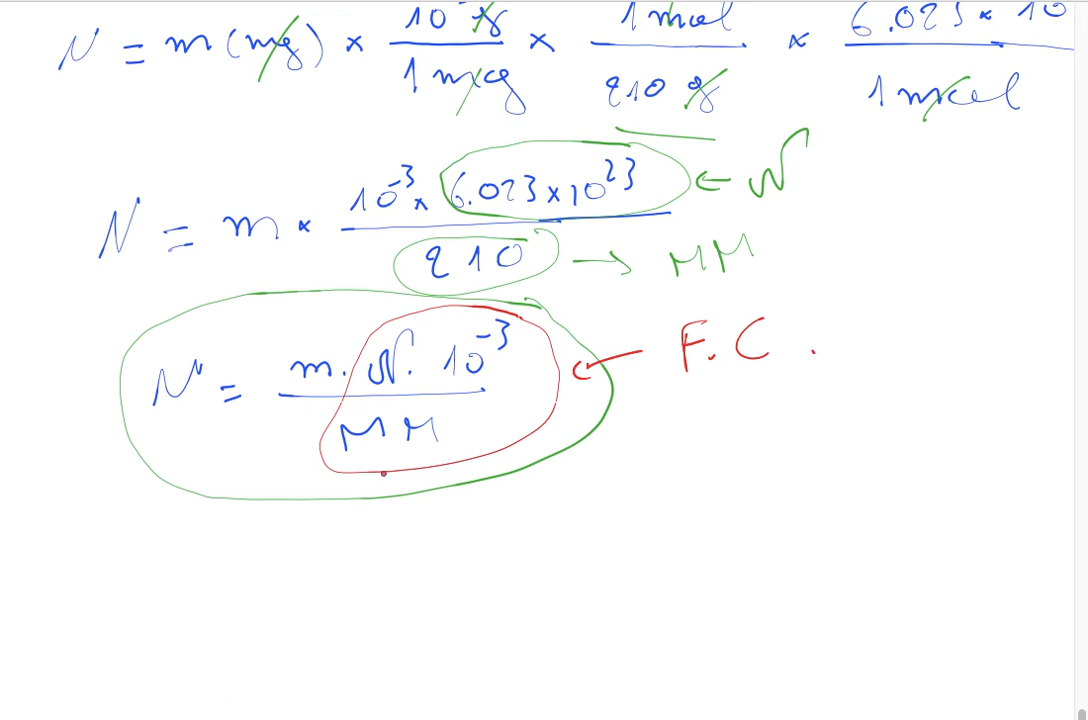 N = m (mg) × 10⁻ g / 1 mg × 1 mol / 210 g × 6.023 × 10 / 1 mol
N = m × 10⁻³ × 6.023 × 10²³ / 210 ← N
→ MM
N = m. N. 10⁻³ / MM ← F.C.